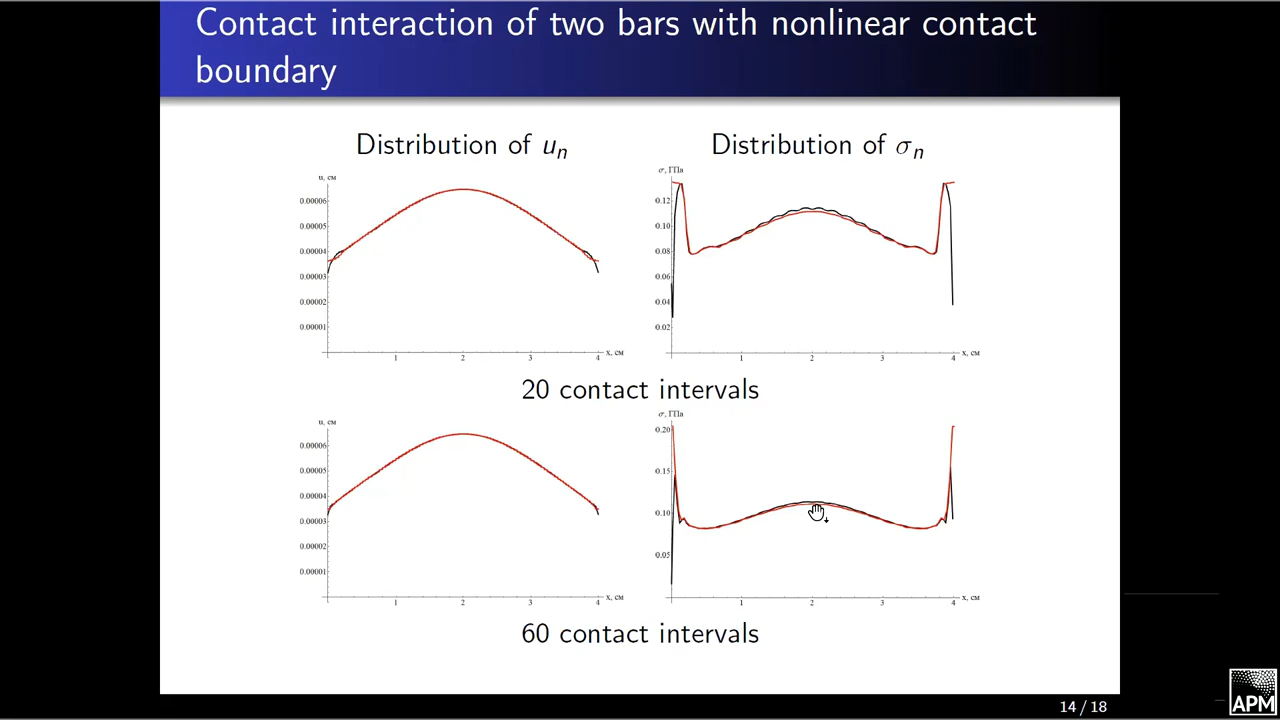 Contact interaction of two bars with nonlinear contact
boundary
Distribution of uₙ
Distribution of σₙ
u, см
0.00006
0.00005
0.00004
0.00003
0.00002
0.00001
1
2
3
4
x, см
σ, ГПа
0.12
0.10
0.08
0.06
0.04
0.02
1
2
3
4
x, см
20 contact intervals
u, см
0.00006
0.00005
0.00004
0.00003
0.00002
0.00001
1
2
3
4
x, см
σ, ГПа
0.20
0.15
0.10
0.05
1
2
3
4
x, см
60 contact intervals
14 / 18
APM